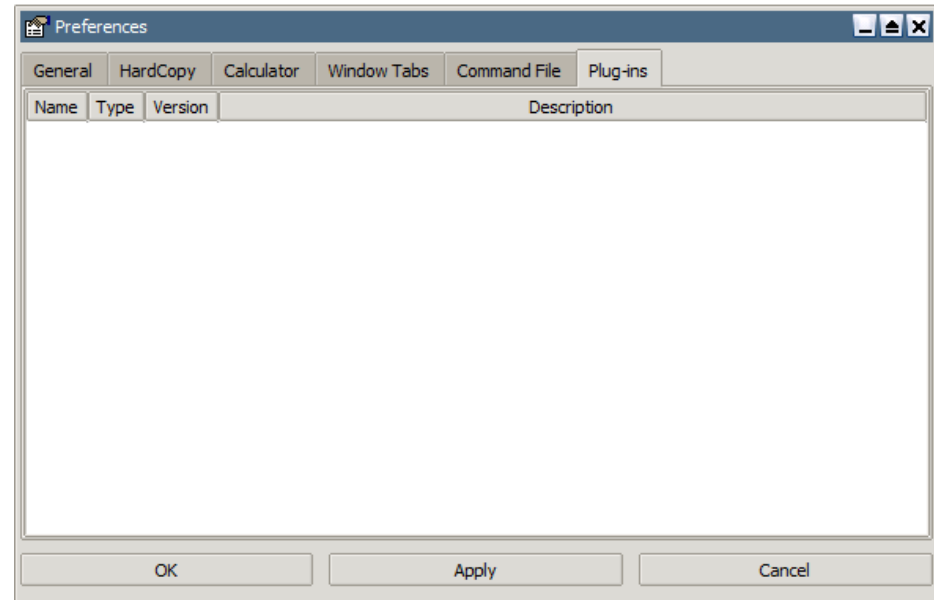 Preferences
General HardCopy Calculator Window Tabs Command File Plug-ins
Name Type Version Description
OK Apply Cancel